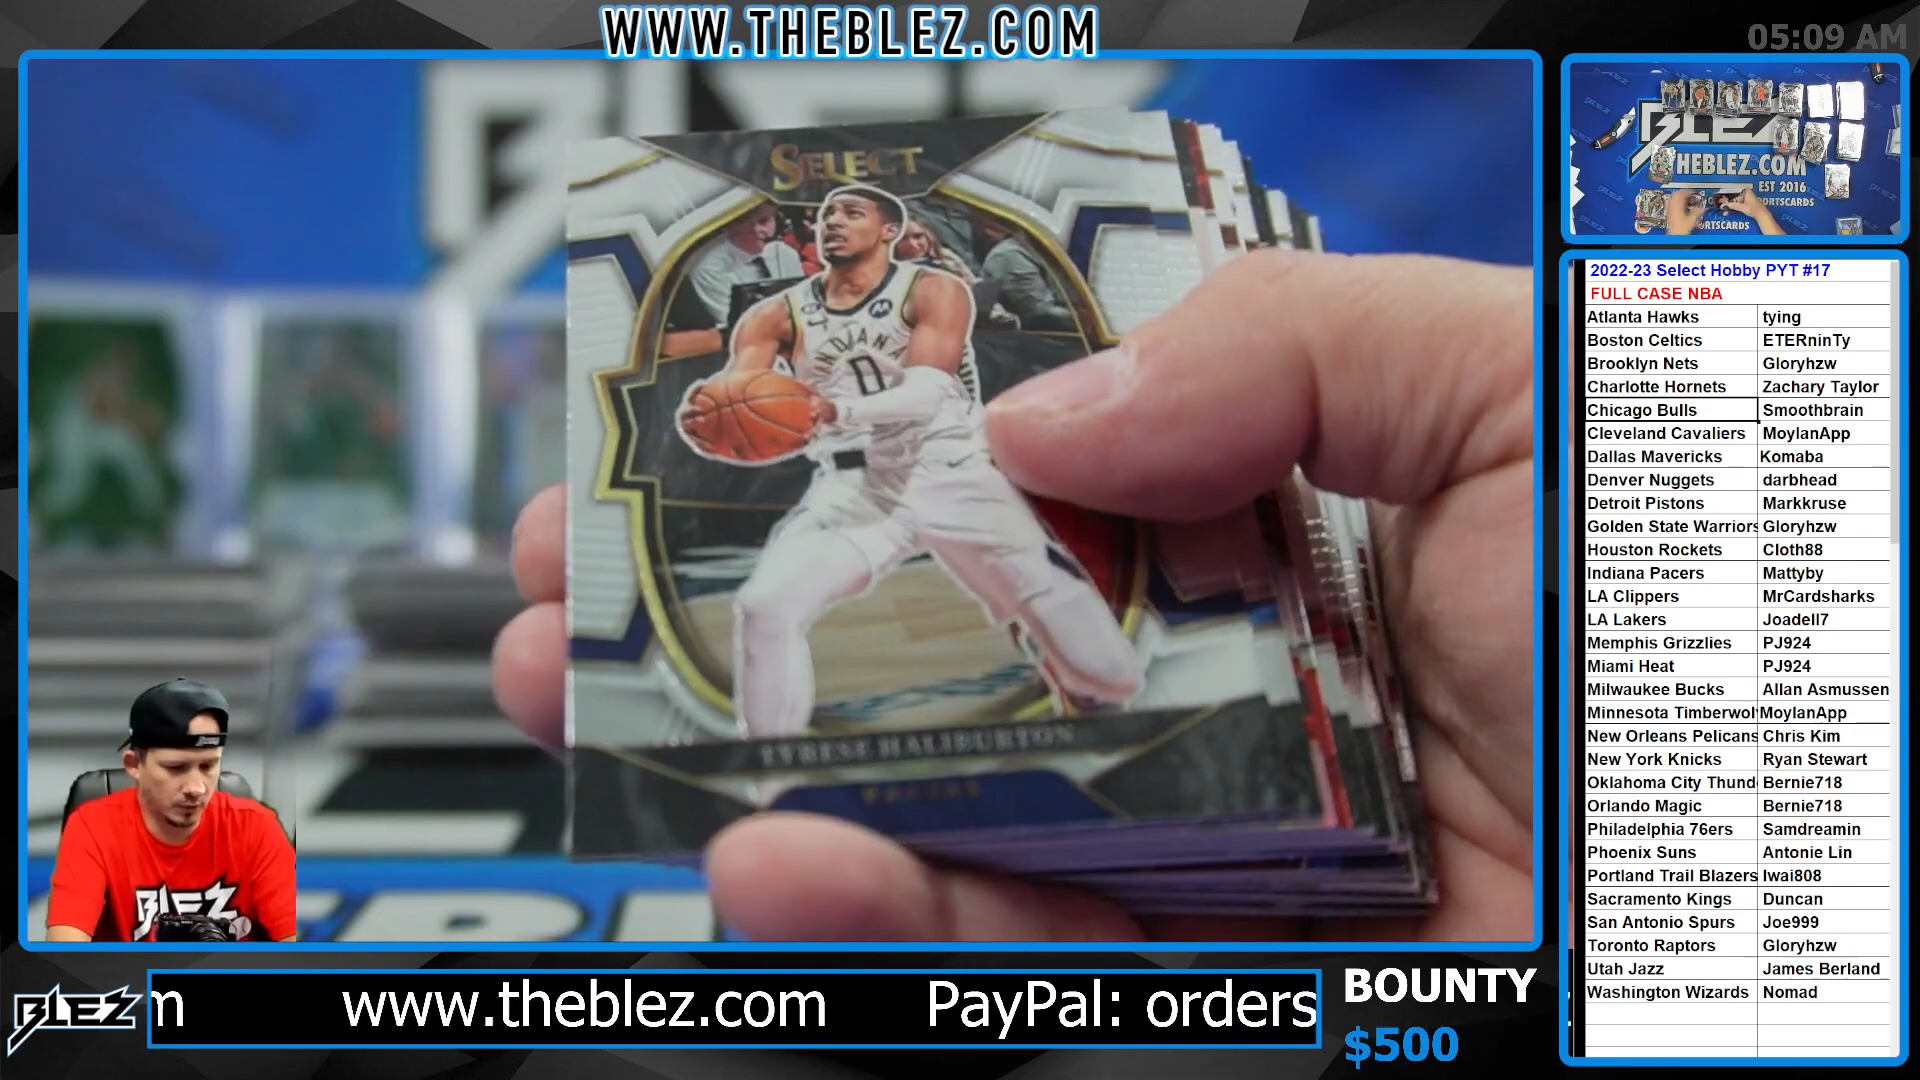 WWW.THEBLEZ.COM
05:09 AM
SELECT
INDIANA
0
TYRESE HALIBURTON
PACERS
BLEZ
BLEZ
THEBLEZ.COM
EST 2016
2022-23 Select Hobby PYT #17
FULL CASE NBA
Atlanta Hawks tying
Boston Celtics ETERninTy
Brooklyn Nets Gloryhzw
Charlotte Hornets Zachary Taylor
Chicago Bulls Smoothbrain
Cleveland Cavaliers MoylanApp
Dallas Mavericks Komaba
Denver Nuggets darbhead
Detroit Pistons Markkruse
Golden State Warriors Gloryhzw
Houston Rockets Cloth88
Indiana Pacers Mattyby
LA Clippers MrCardsharks
LA Lakers Joadell7
Memphis Grizzlies PJ924
Miami Heat PJ924
Milwaukee Bucks Allan Asmussen
Minnesota Timberwol MoylanApp
New Orleans Pelicans Chris Kim
New York Knicks Ryan Stewart
Oklahoma City Thund Bernie718
Orlando Magic Bernie718
Philadelphia 76ers Samdreamin
Phoenix Suns Antonie Lin
Portland Trail Blazers Iwai808
Sacramento Kings Duncan
San Antonio Spurs Joe999
Toronto Raptors Gloryhzw
Utah Jazz James Berland
Washington Wizards Nomad
BLEZ
m www.theblez.com PayPal: orders
BOUNTY
$500